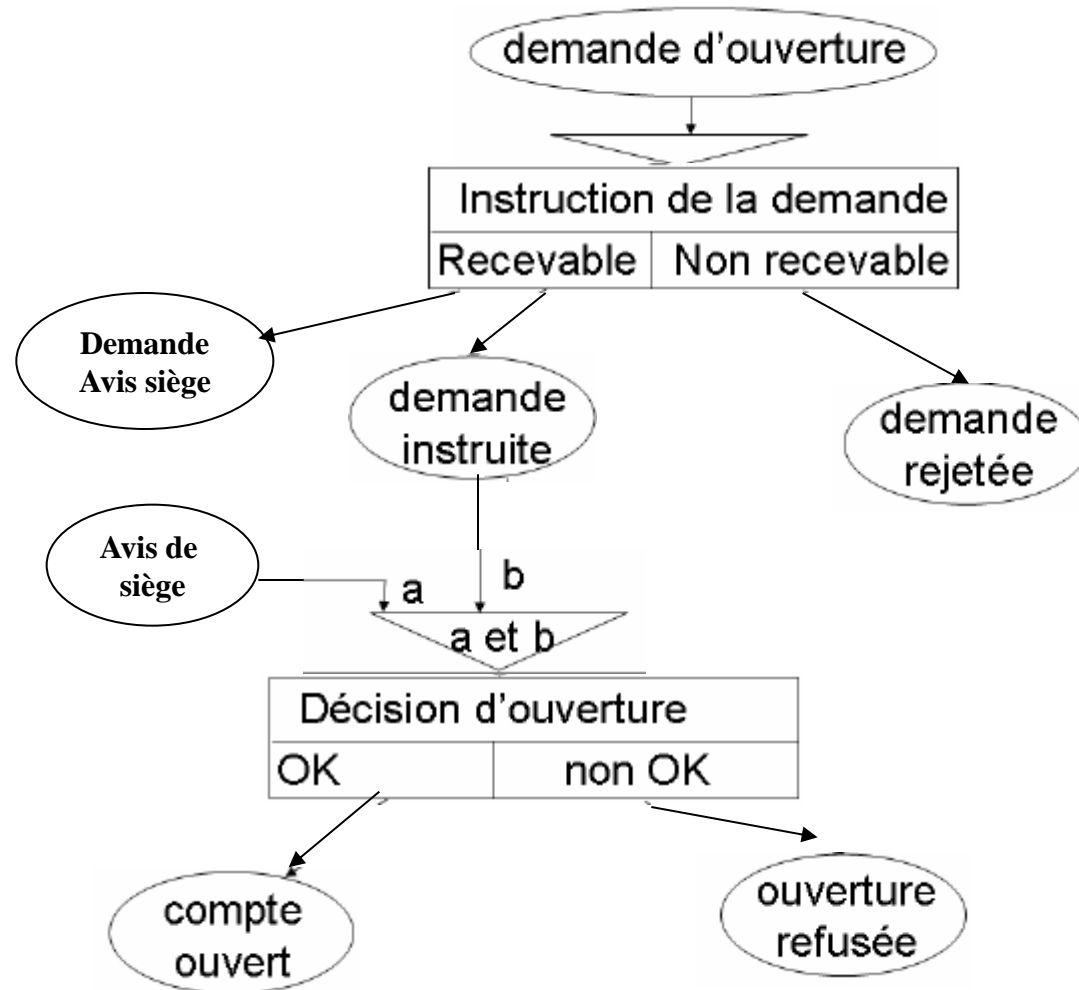 demande d'ouverture
Instruction de la demande
Recevable
Non recevable
Demande
Avis siège
demande
instruite
demande
rejetée
Avis de
siège
a
b
a et b
Décision d'ouverture
OK
non OK
compte
ouvert
ouverture
refusée